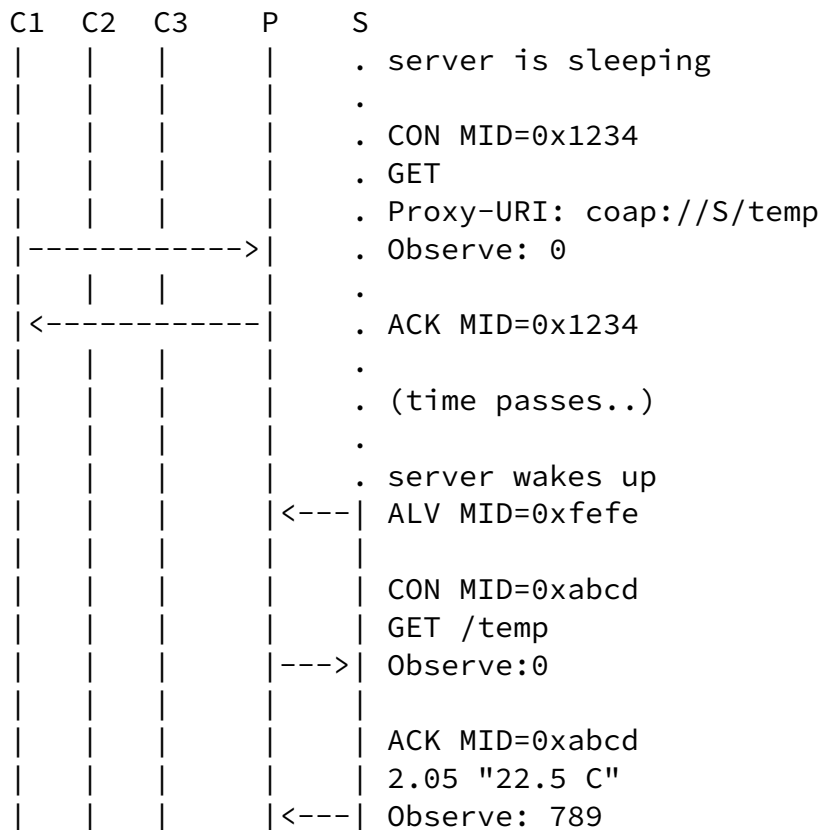 C1 C2 C3 P S
. server is sleeping
.
. CON MID=0x1234
. GET
. Proxy-URI: coap://S/temp
|------------>| . Observe: 0
.
|<------------| . ACK MID=0x1234
.
. (time passes..)
.
. server wakes up
|<---| ALV MID=0xfefe
CON MID=0xabcd
GET /temp
|--->| Observe:0
ACK MID=0xabcd
2.05 "22.5 C"
|<---| Observe: 789